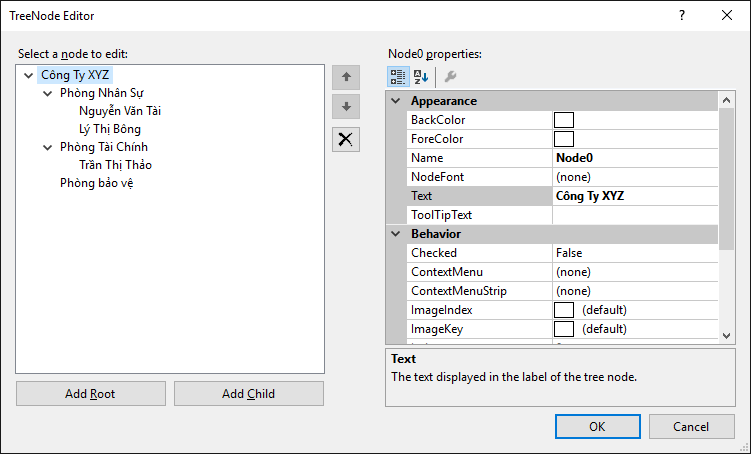 TreeNode Editor
Select a node to edit:
Công Ty XYZ
Phòng Nhân Sự
Nguyễn Văn Tài
Lý Thị Bông
Phòng Tài Chính
Trần Thị Thảo
Phòng bảo vệ
Add Root
Add Child
Node0 properties:
Appearance
BackColor
ForeColor
Name Node0
NodeFont (none)
Text Công Ty XYZ
ToolTipText
Behavior
Checked False
ContextMenu (none)
ContextMenuStrip (none)
ImageIndex (default)
ImageKey (default)
Text
The text displayed in the label of the tree node.
OK
Cancel